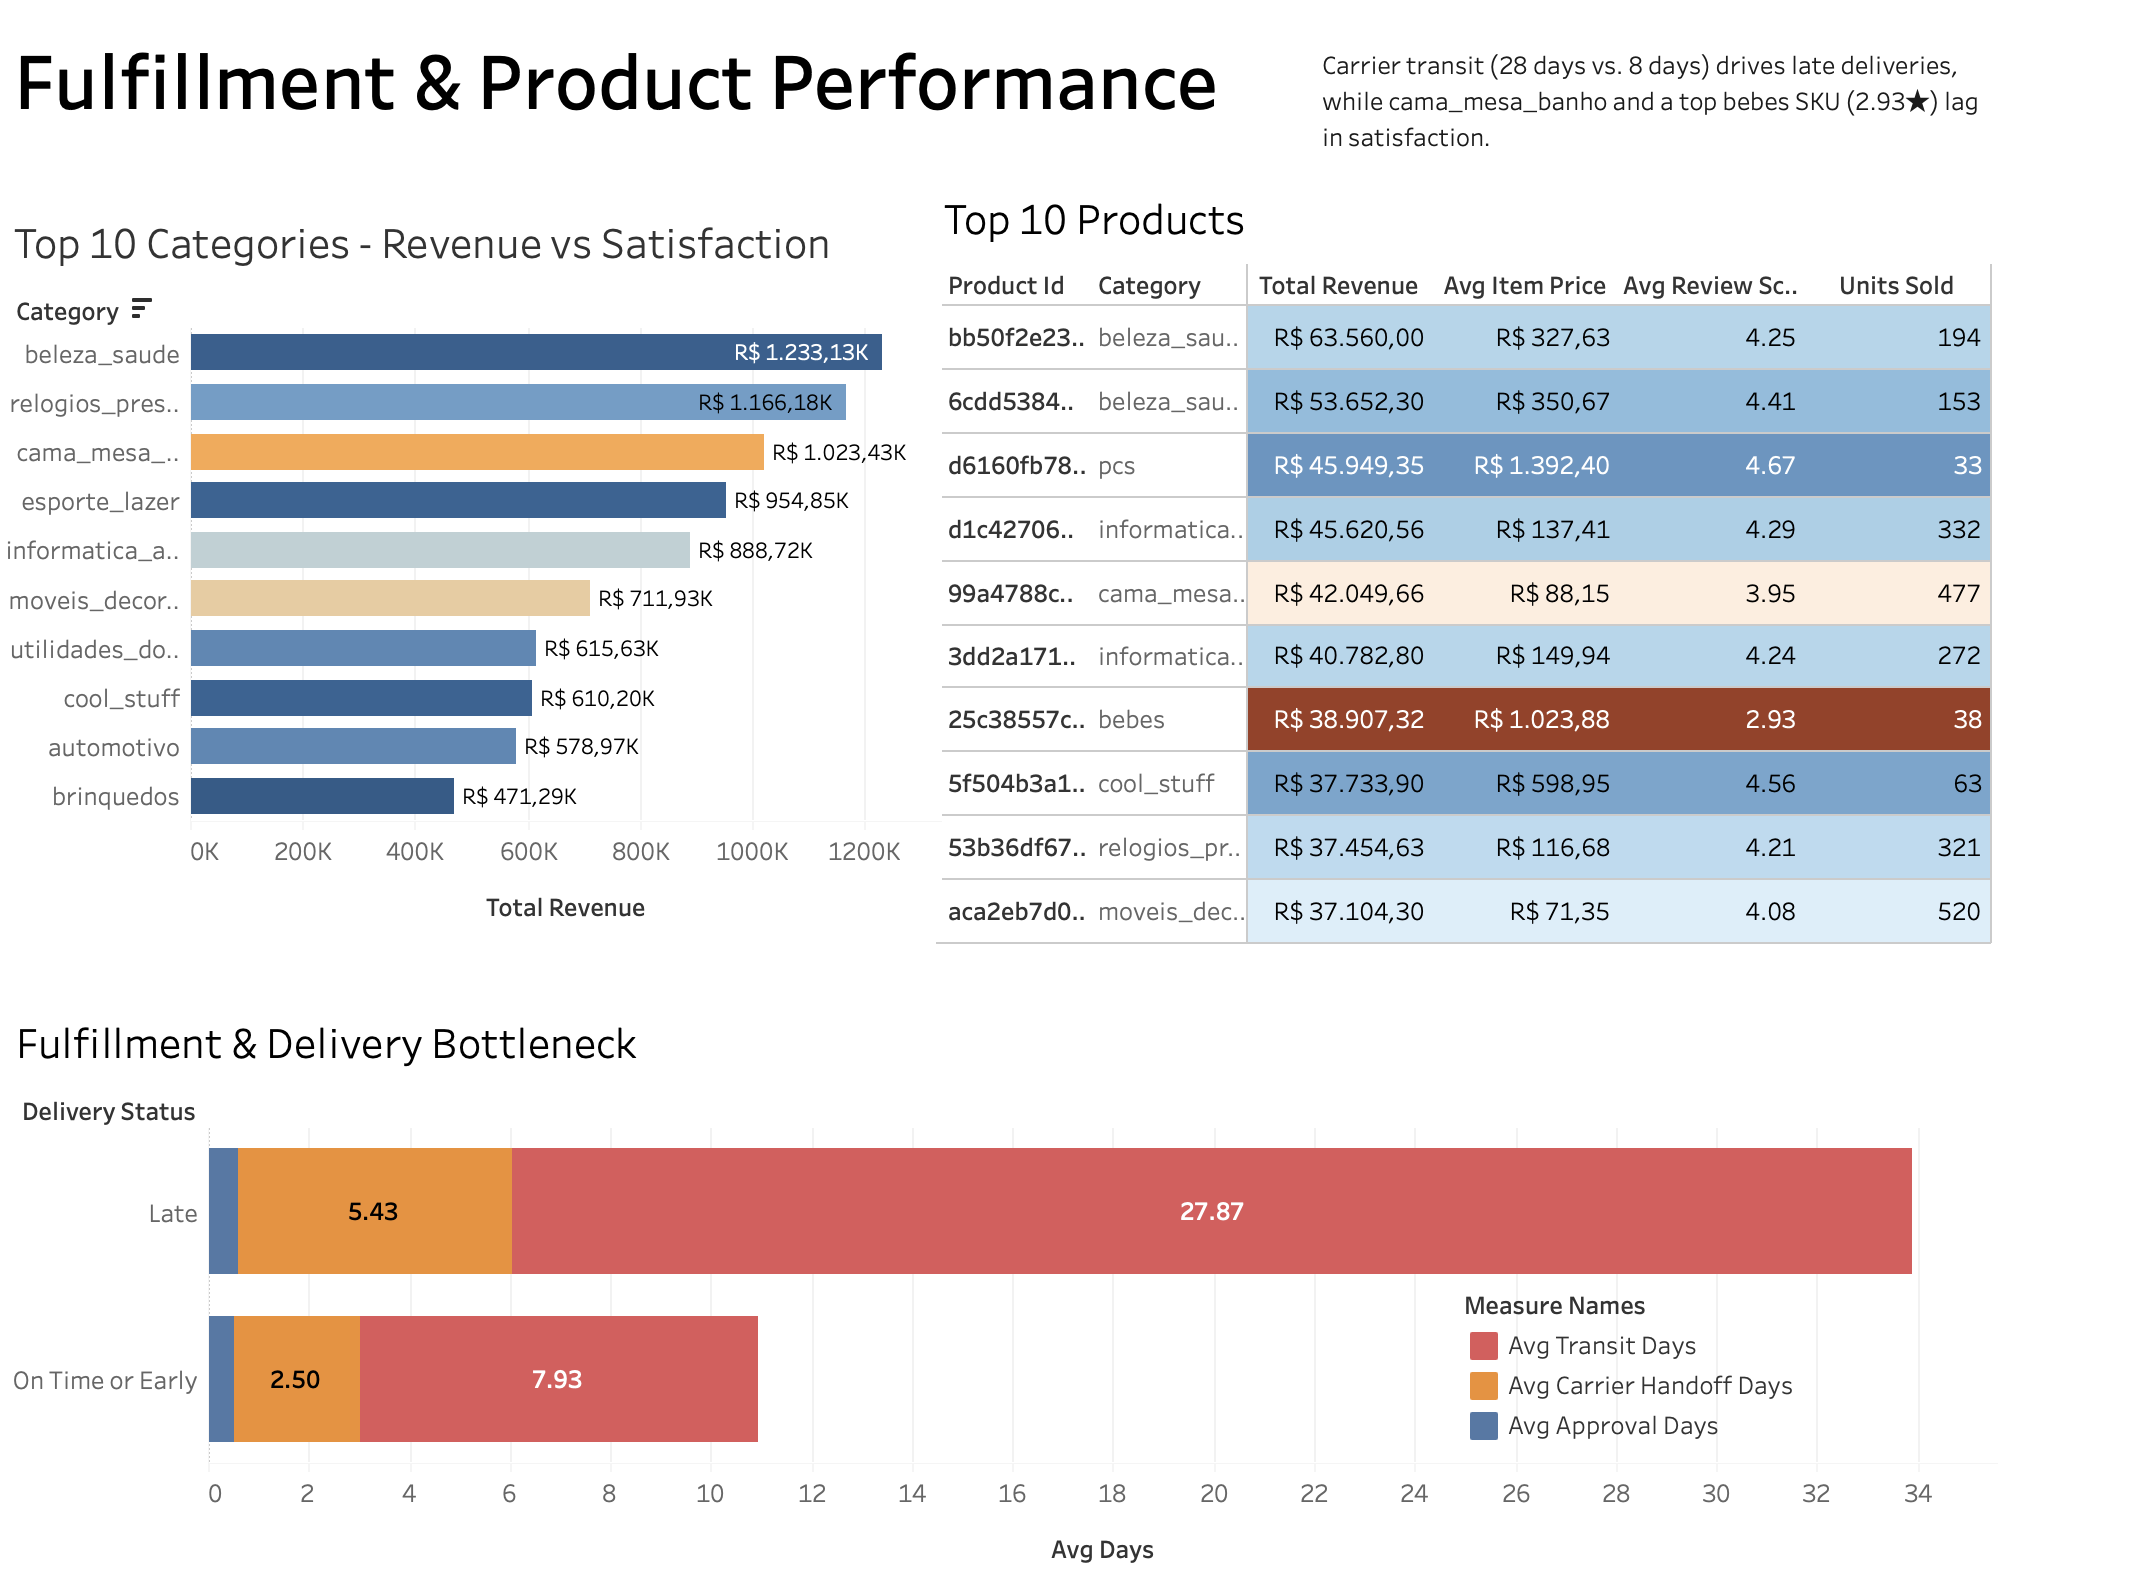 Fulfillment & Product Performance
Carrier transit (28 days vs. 8 days) drives late deliveries,
while cama_mesa_banho and a top bebes SKU (2.93★) lag
in satisfaction.
Top 10 Categories - Revenue vs Satisfaction
Category
beleza_saude R$ 1.233,13K
relogios_pres.. R$ 1.166,18K
cama_mesa_.. R$ 1.023,43K
esporte_lazer R$ 954,85K
informatica_a.. R$ 888,72K
moveis_decor.. R$ 711,93K
utilidades_do.. R$ 615,63K
cool_stuff R$ 610,20K
automotivo R$ 578,97K
brinquedos R$ 471,29K
0K 200K 400K 600K 800K 1000K 1200K
Total Revenue
Top 10 Products
Product Id Category Total Revenue Avg Item Price Avg Review Sc.. Units Sold
bb50f2e23.. beleza_sau.. R$ 63.560,00 R$ 327,63 4.25 194
6cdd5384.. beleza_sau.. R$ 53.652,30 R$ 350,67 4.41 153
d6160fb78.. pcs R$ 45.949,35 R$ 1.392,40 4.67 33
d1c42706.. informatica.. R$ 45.620,56 R$ 137,41 4.29 332
99a4788c.. cama_mesa.. R$ 42.049,66 R$ 88,15 3.95 477
3dd2a171.. informatica.. R$ 40.782,80 R$ 149,94 4.24 272
25c38557c.. bebes R$ 38.907,32 R$ 1.023,88 2.93 38
5f504b3a1.. cool_stuff R$ 37.733,90 R$ 598,95 4.56 63
53b36df67.. relogios_pr.. R$ 37.454,63 R$ 116,68 4.21 321
aca2eb7d0.. moveis_dec.. R$ 37.104,30 R$ 71,35 4.08 520
Fulfillment & Delivery Bottleneck
Delivery Status
Late 5.43 27.87
On Time or Early 2.50 7.93
Measure Names
Avg Transit Days
Avg Carrier Handoff Days
Avg Approval Days
0 2 4 6 8 10 12 14 16 18 20 22 24 26 28 30 32 34
Avg Days